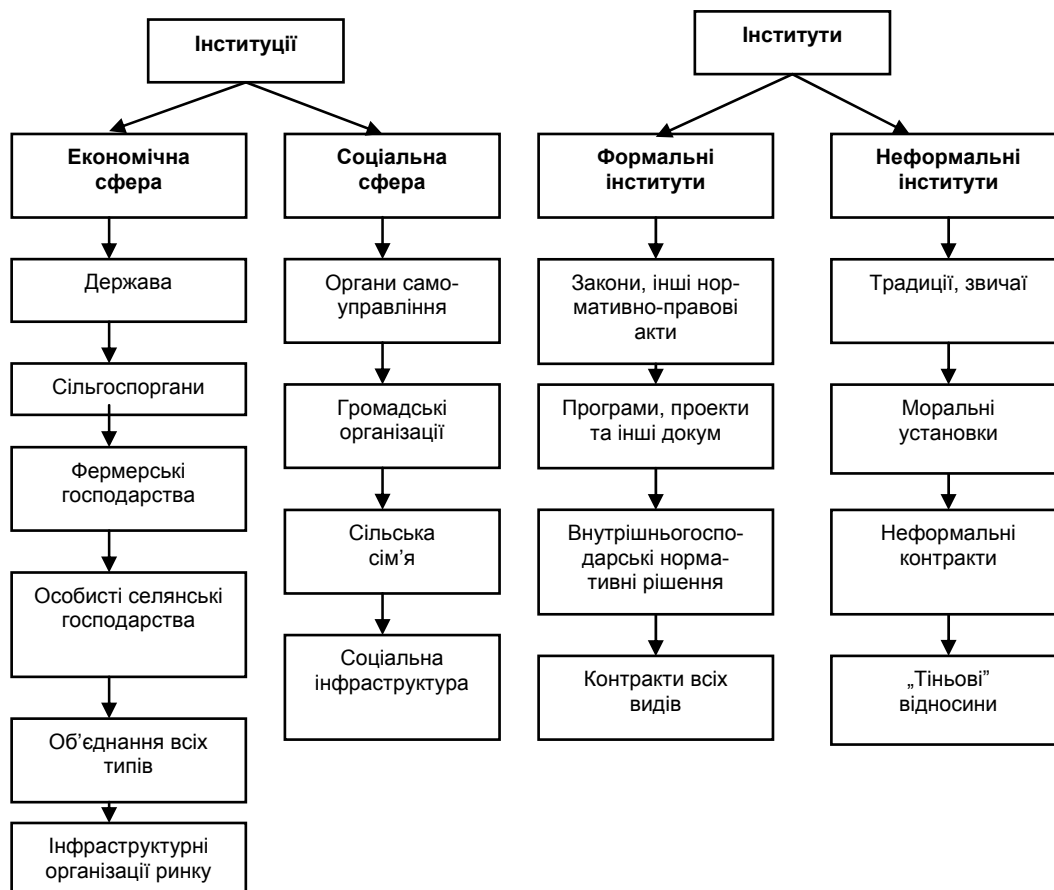 Інституції
Інститути
Економічна
сфера
Соціальна
сфера
Формальні
інститути
Неформальні
інститути
Держава
Сільгоспоргани
Фермерські
господарства
Особисті селянські
господарства
Об’єднання всіх
типів
Інфраструктурні
організації ринку
Органи само-
управління
Громадські
організації
Сільська
сім’я
Соціальна
інфраструктура
Закони, інші нор-
мативно-правові
акти
Програми, проекти
та інші докум
Внутрішньогоспо-
дарські норма-
тивні рішення
Контракти всіх
видів
Традиції, звичаї
Моральні
установки
Неформальні
контракти
„Тіньові”
відносини